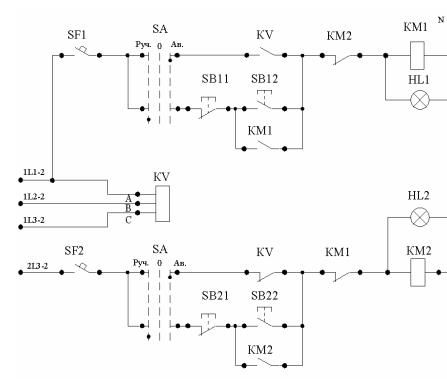 N
SA
KM1
SF1
KV
KM2
Руч. 0 Ав.
SB11 SB12
HL1
KM1
1L1-2
KV
1L2-2
A
B
1L3-2
C
HL2
SF2
SA
KV
KM1
KM2
2L3-2
Руч. 0 Ав.
SB21 SB22
KM2